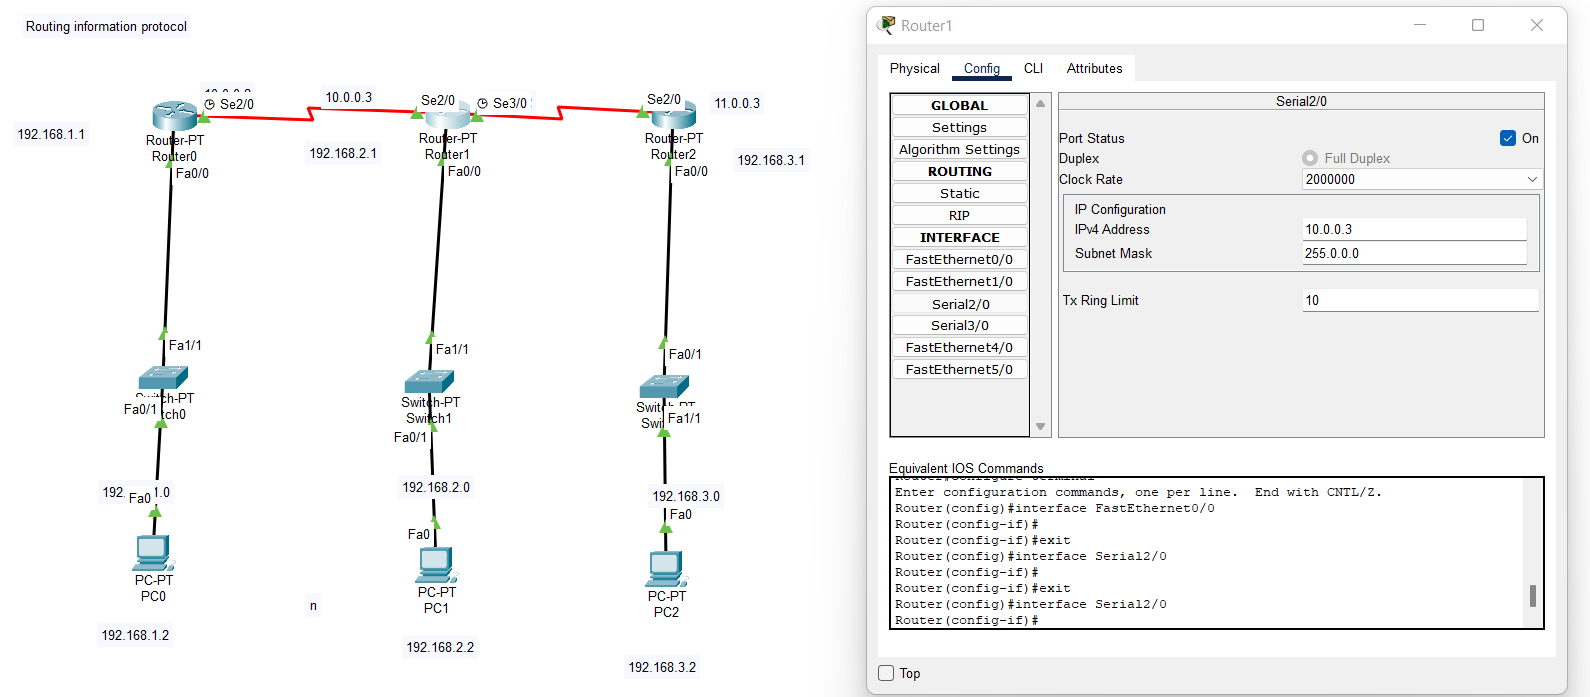 Routing information protocol
Se2/0
10.0.0.3
Se2/0
Se3/0
Se2/0
11.0.0.3
192.168.1.1
Router-PT
Router0
Fa0/0
192.168.2.1
Router-PT
Router1
Fa0/0
Router-PT
Router2
Fa0/0
192.168.3.1
Fa1/1
Fa0/1
Fa1/1
Switch-PT
Switch1
Fa0/1
Fa0/1
Fa1/1
192.168.2.0
192.168.3.0
Fa0
Fa0
Fa0
PC-PT
PC0
PC-PT
PC1
PC-PT
PC2
n
192.168.1.2
192.168.2.2
192.168.3.2
Router1
Physical
Config
CLI
Attributes
GLOBAL
Settings
Algorithm Settings
ROUTING
Static
RIP
INTERFACE
FastEthernet0/0
FastEthernet1/0
Serial2/0
Serial3/0
FastEthernet4/0
FastEthernet5/0
Serial2/0
Port Status
On
Duplex
Full Duplex
Clock Rate
2000000
IP Configuration
IPv4 Address
10.0.0.3
Subnet Mask
255.0.0.0
Tx Ring Limit
10
Equivalent IOS Commands
Enter configuration commands, one per line.  End with CNTL/Z.
Router(config)#interface FastEthernet0/0
Router(config-if)#
Router(config-if)#exit
Router(config)#interface Serial2/0
Router(config-if)#
Router(config-if)#exit
Router(config)#interface Serial2/0
Router(config-if)#
Top